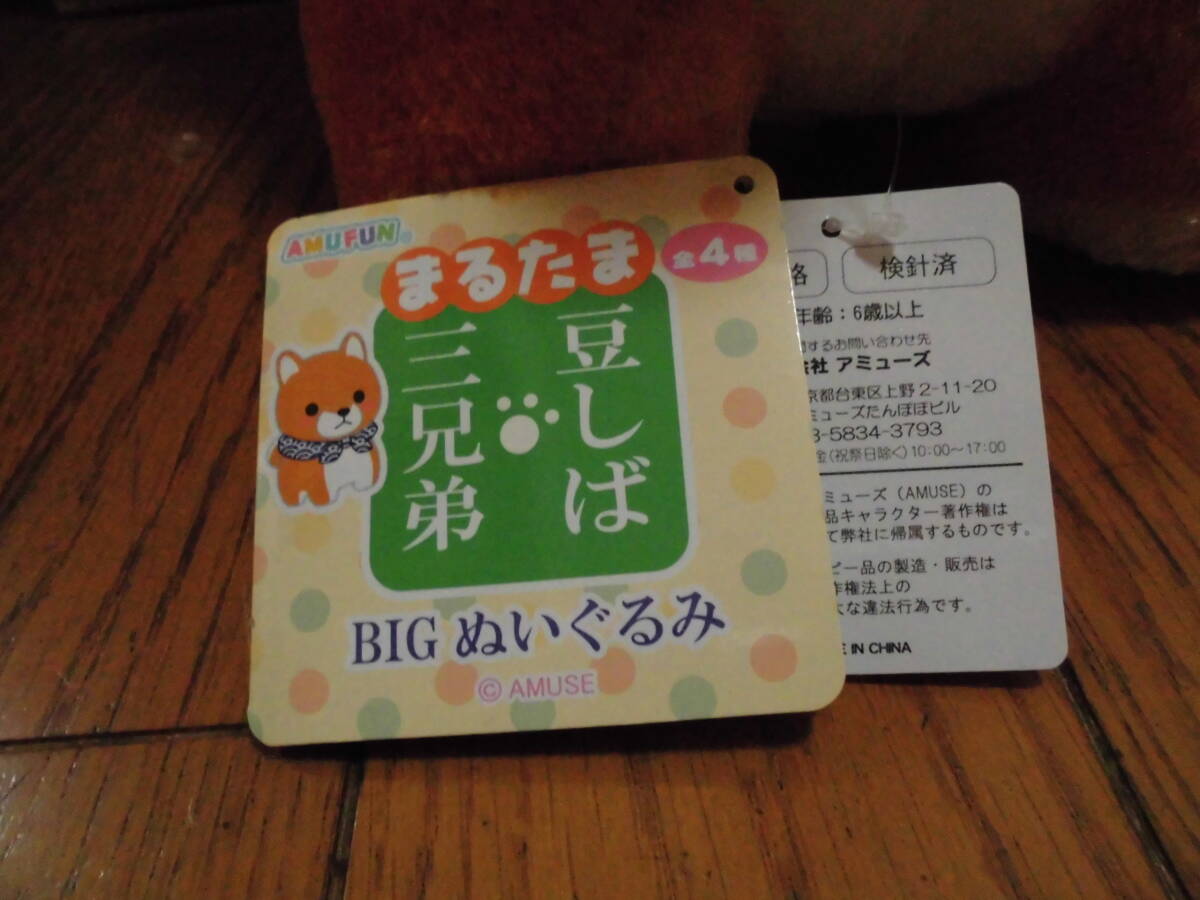 AMUFUN
まるたま
全4種
豆しば
三兄弟
BIG ぬいぐるみ
© AMUSE
格
検針済
年齢：6歳以上
するお問い合わせ先
会社 アミューズ
京都台東区上野2-11-20
ミューズたんぽぽビル
3-5834-3793
金(祝祭日除く)10:00～17:00
ミューズ（AMUSE）の
品キャラクター著作権は
て弊社に帰属するものです。
ピー品の製造・販売は
作権法上の
大な違法行為です。
E IN CHINA